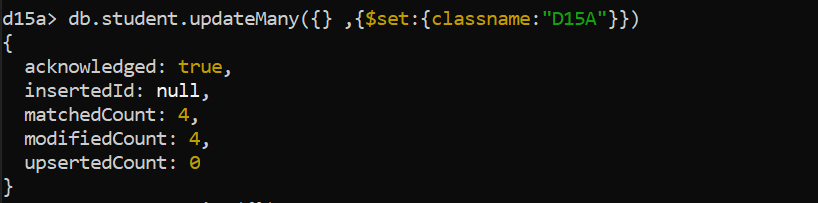 d15a> db.student.updateMany({} ,{$set:{classname:"D15A"}})
{
  acknowledged: true,
  insertedId: null,
  matchedCount: 4,
  modifiedCount: 4,
  upsertedCount: 0
}